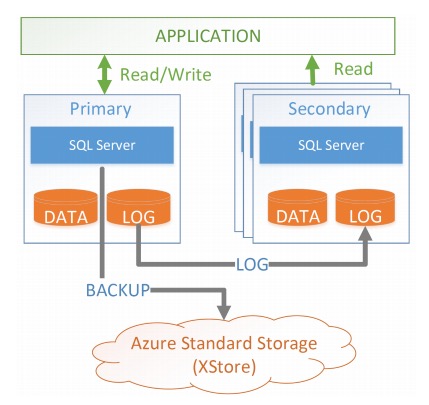 APPLICATION
Read/Write
Read
Primary
Secondary
SQL Server
SQL Server
DATA
LOG
DATA
LOG
LOG
BACKUP
Azure Standard Storage
(XStore)